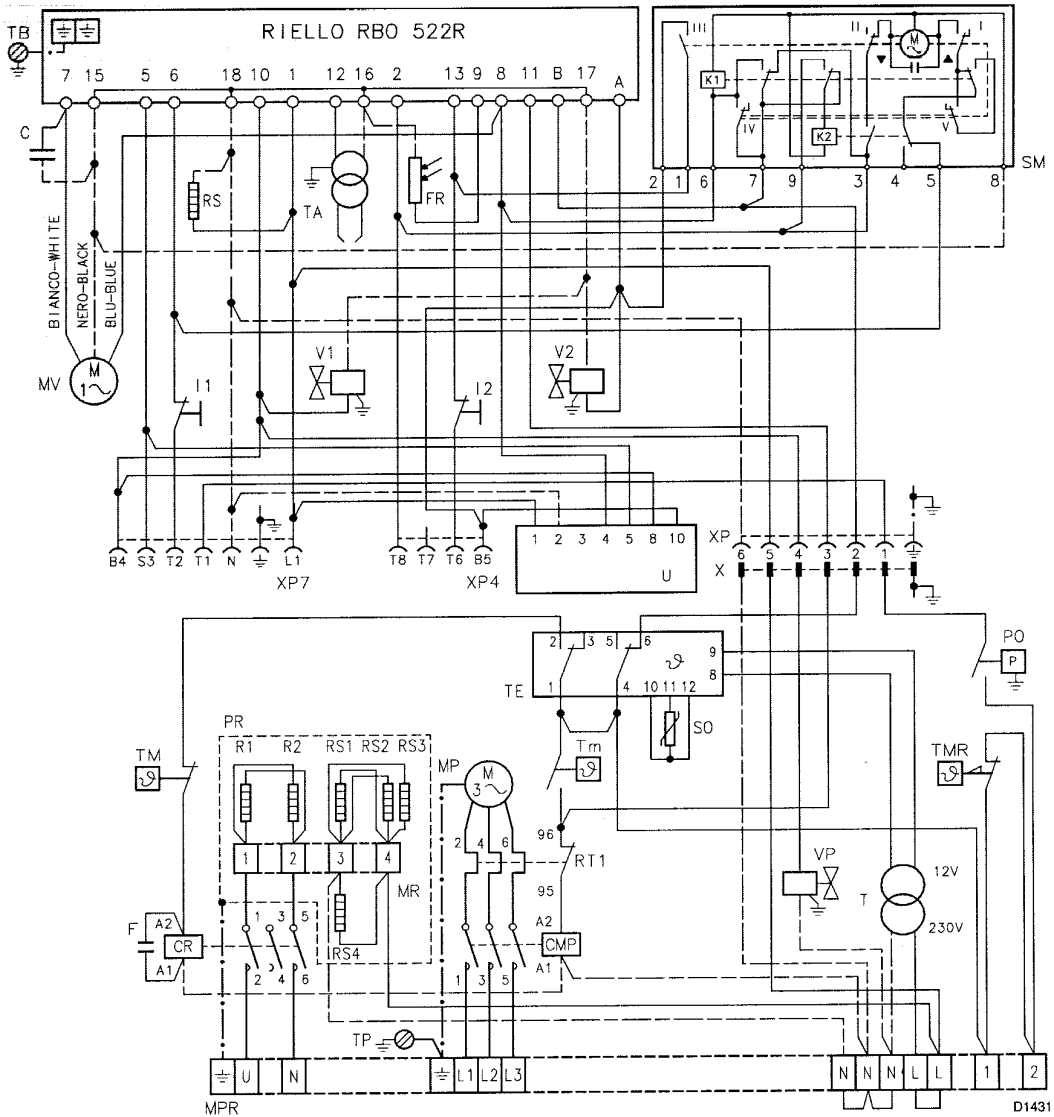 RIELLO RBO 522R
TB
7 15 5 6 18 10 1 12 16 2 13 9 8 11 B 17 A
III II I
M
K1
IV V
K2
SM
2 1 6 7 9 3 4 5 8
C
RS
TA
FR
BIANCO-WHITE
NERO-BLACK
BLU-BLUE
V1
V2
M
1~
MV
I1
I2
B4 S3 T2 T1 N L1
XP7
T8 T7 T6 B5
XP4
1 2 3 4 5 8 10
U
XP
6 5 4 3 2 1
X
2 3 5 6
ϑ
9
8
1 4 10 11 12
TE
SO
PO
P
PR
R1 R2 RS1 RS2 RS3
TM
ϑ
MP
M
3~
Tm
ϑ
TMR
ϑ
96
2 4 6
RT1
95
1 2 3 4
MR
VP
T
12V
230V
RS4
F
A2
CR
A1
1 3 5
2 4 6
A2
CMP
A1
1 3 5
TP
U N
L1 L2 L3
N N N L L 1 2
MPR
D1431